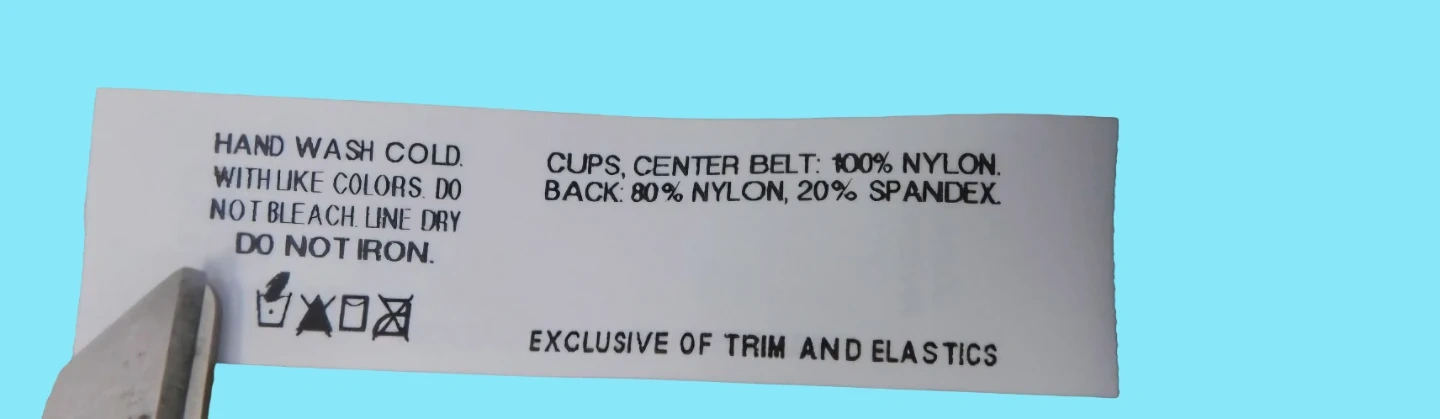 HAND WASH COLD.
WITH LIKE COLORS. DO
NOT BLEACH. LINE DRY
DO NOT IRON.
CUPS, CENTER BELT: 100% NYLON.
BACK: 80% NYLON, 20% SPANDEX.
EXCLUSIVE OF TRIM AND ELASTICS